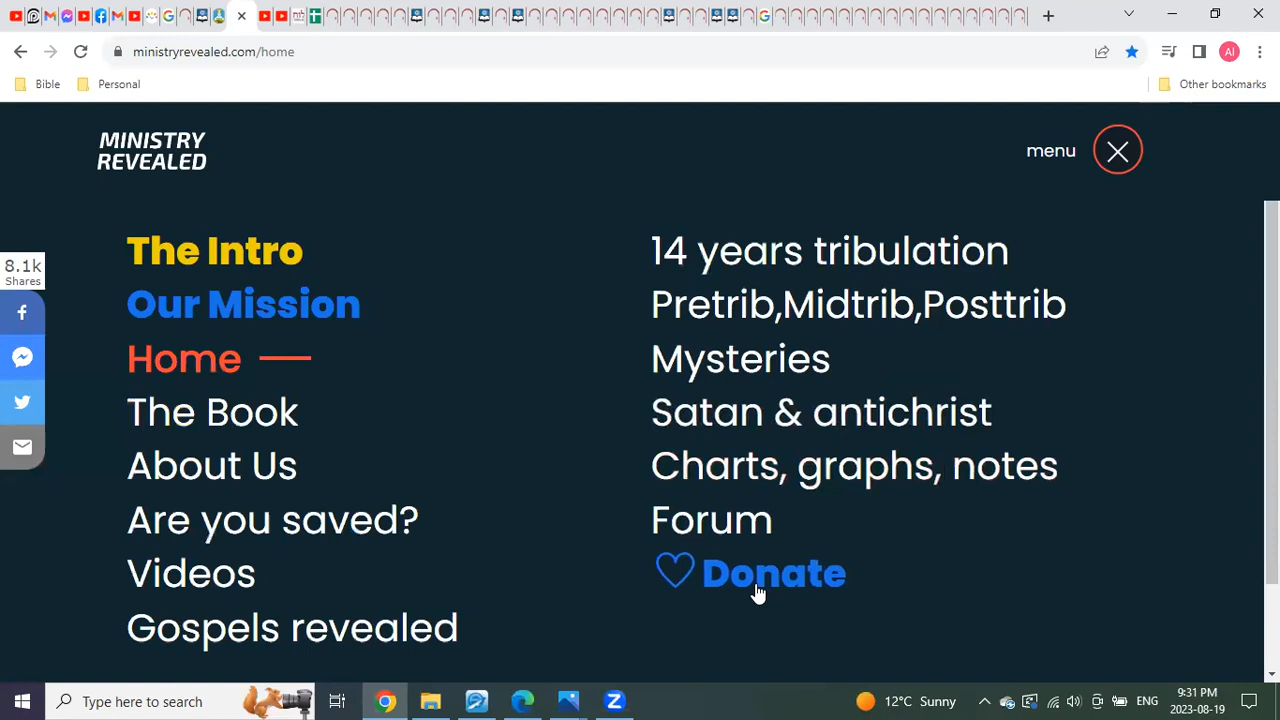 ministryrevealed.com/home
AI
Bible
Personal
Other bookmarks
MINISTRY
REVEALED
menu
The Intro
Our Mission
Home
The Book
About Us
Are you saved?
Videos
Gospels revealed
14 years tribulation
Pretrib,Midtrib,Posttrib
Mysteries
Satan & antichrist
Charts, graphs, notes
Forum
Donate
8.1k
Shares
Type here to search
12°C Sunny
ENG
9:31 PM
2023-08-19